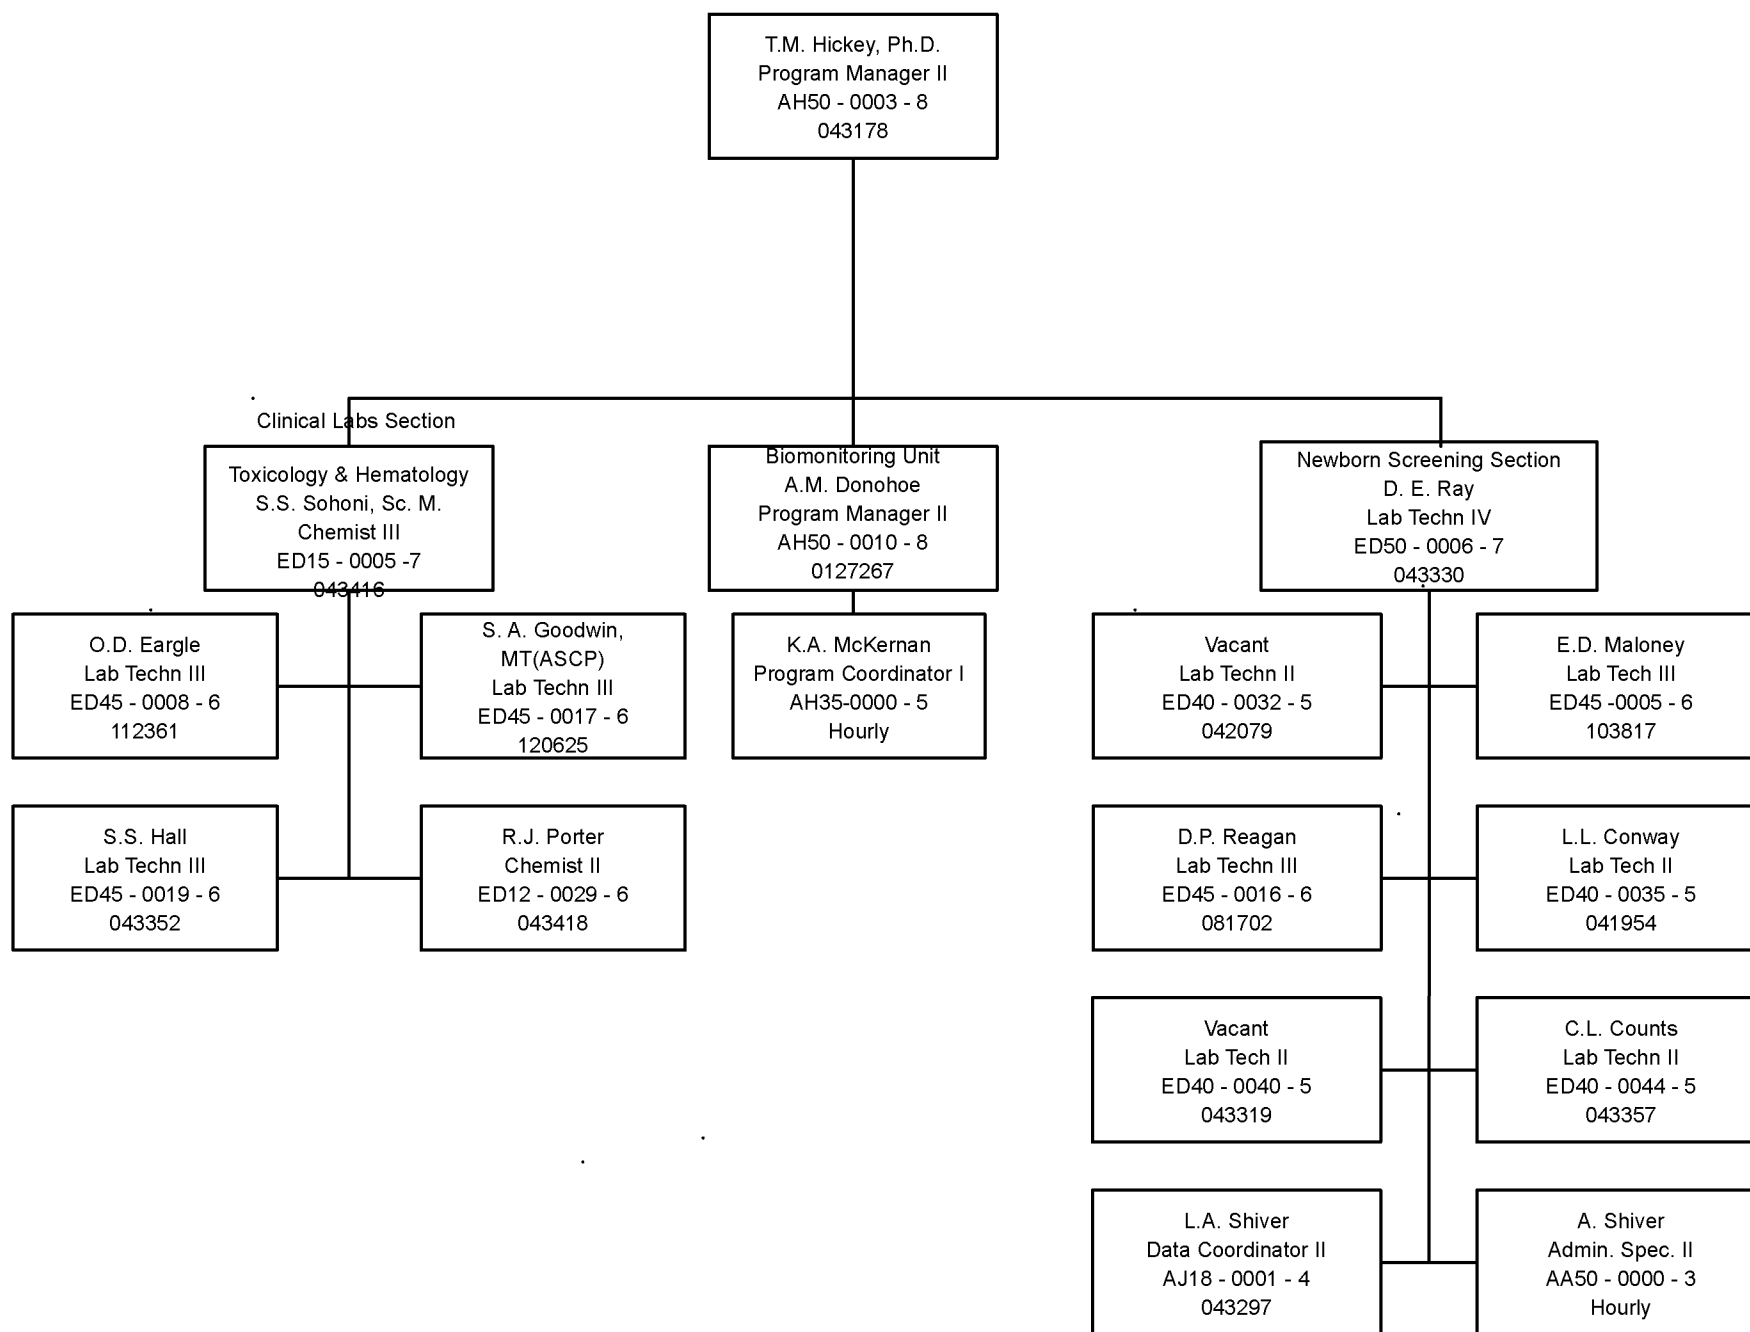 T.M. Hickey, Ph.D.
Program Manager II
AH50 - 0003 - 8
043178
Clinical Labs Section
Toxicology & Hematology
S.S. Sohoni, Sc. M.
Chemist III
ED15 - 0005 -7
043416
Biomonitoring Unit
A.M. Donohoe
Program Manager II
AH50 - 0010 - 8
0127267
Newborn Screening Section
D. E. Ray
Lab Techn IV
ED50 - 0006 - 7
043330
O.D. Eargle
Lab Techn III
ED45 - 0008 - 6
112361
S. A. Goodwin,
MT(ASCP)
Lab Techn III
ED45 - 0017 - 6
120625
K.A. McKernan
Program Coordinator I
AH35-0000 - 5
Hourly
Vacant
Lab Techn II
ED40 - 0032 - 5
042079
E.D. Maloney
Lab Tech III
ED45 -0005 - 6
103817
S.S. Hall
Lab Techn III
ED45 - 0019 - 6
043352
R.J. Porter
Chemist II
ED12 - 0029 - 6
043418
D.P. Reagan
Lab Techn III
ED45 - 0016 - 6
081702
L.L. Conway
Lab Tech II
ED40 - 0035 - 5
041954
Vacant
Lab Tech II
ED40 - 0040 - 5
043319
C.L. Counts
Lab Techn II
ED40 - 0044 - 5
043357
L.A. Shiver
Data Coordinator II
AJ18 - 0001 - 4
043297
A. Shiver
Admin. Spec. II
AA50 - 0000 - 3
Hourly